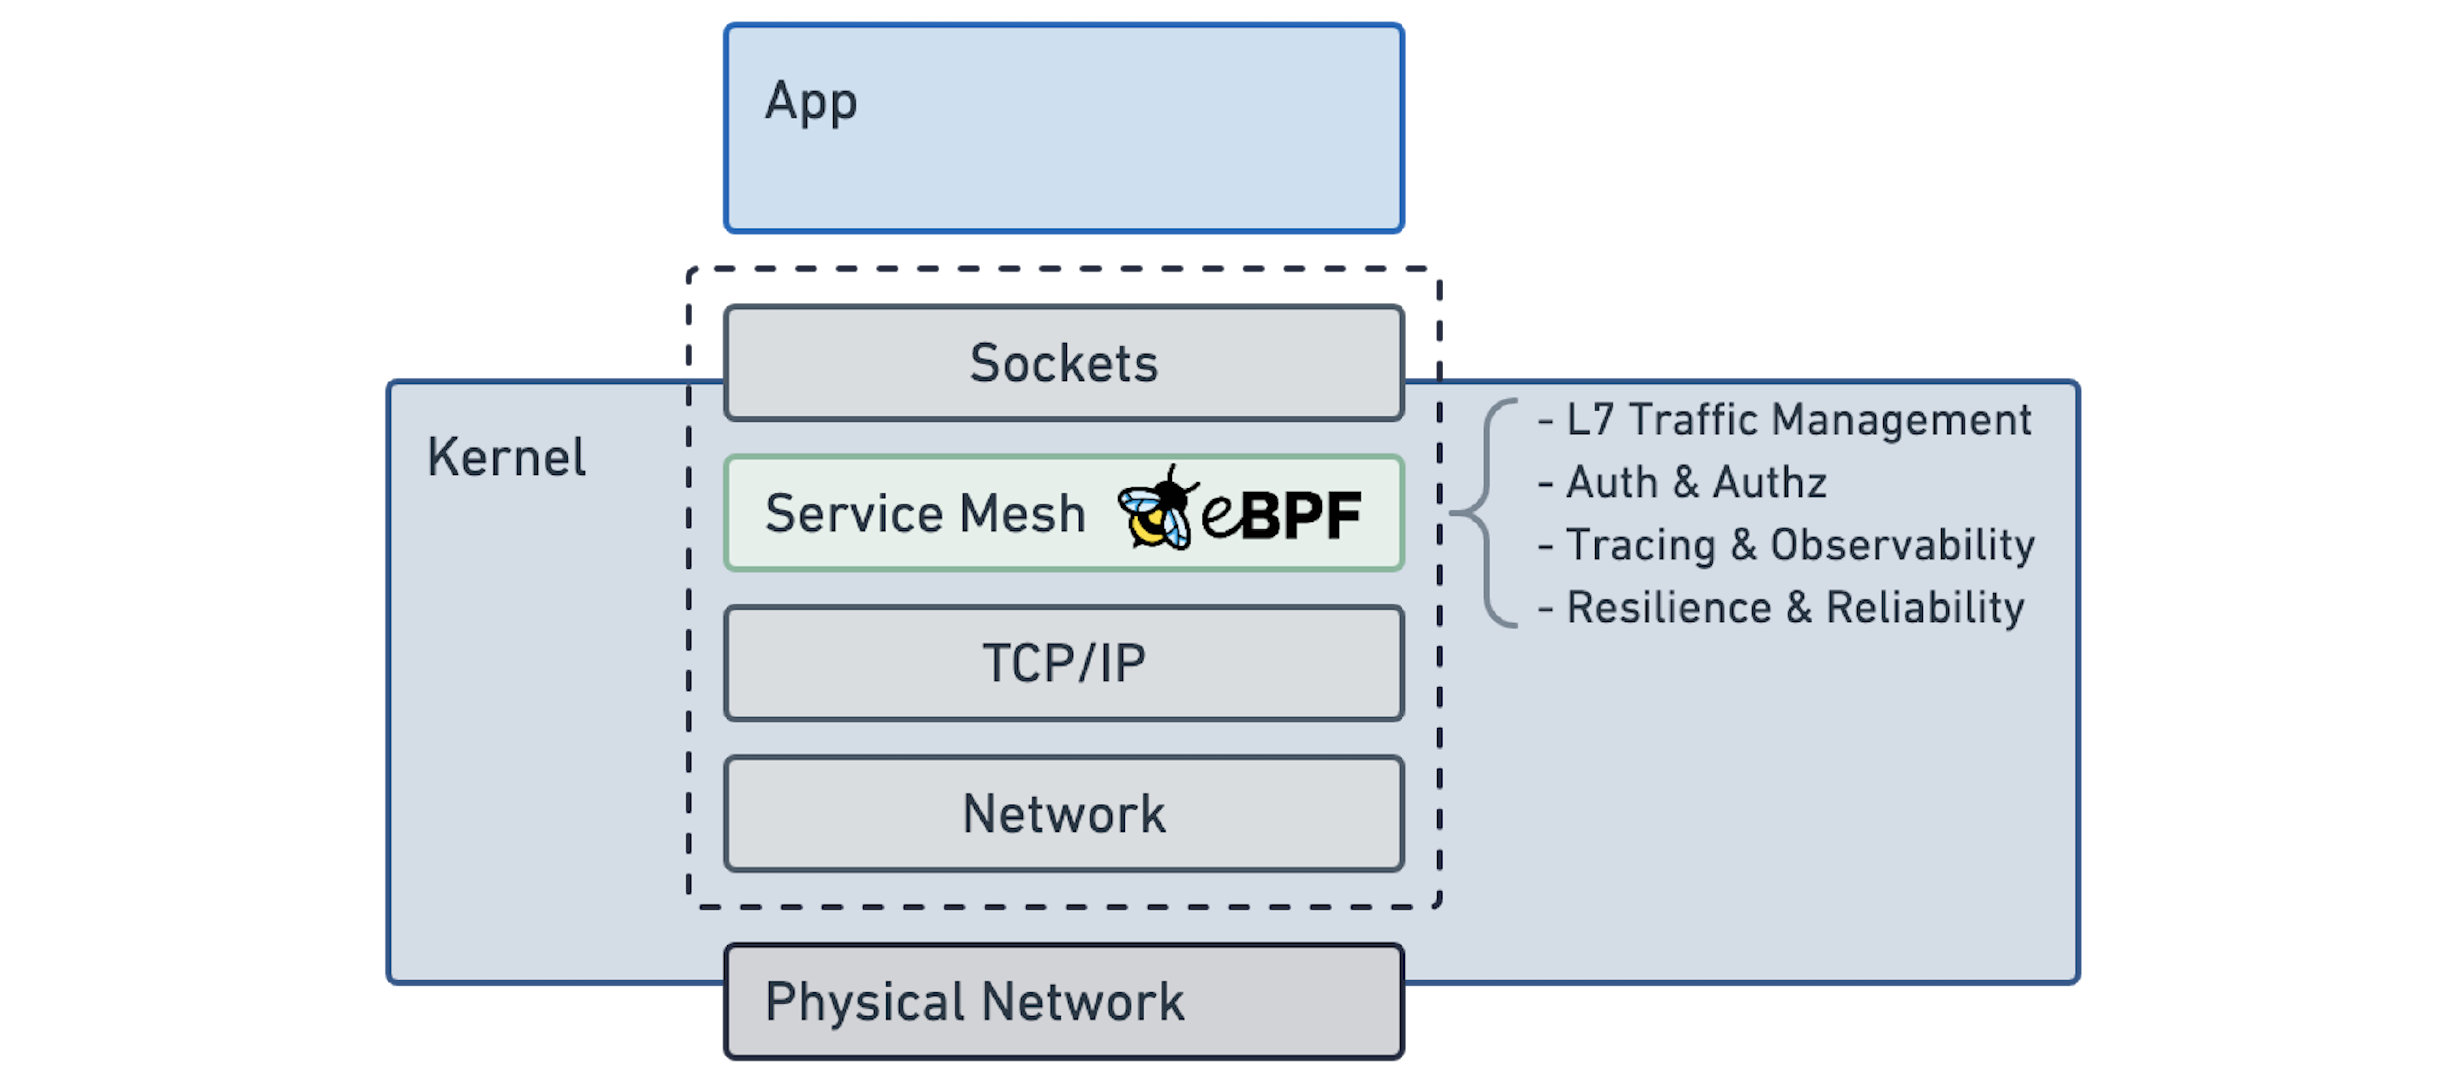 App
Sockets
Kernel
Service Mesh eBPF
- L7 Traffic Management
- Auth & Authz
- Tracing & Observability
- Resilience & Reliability
TCP/IP
Network
Physical Network